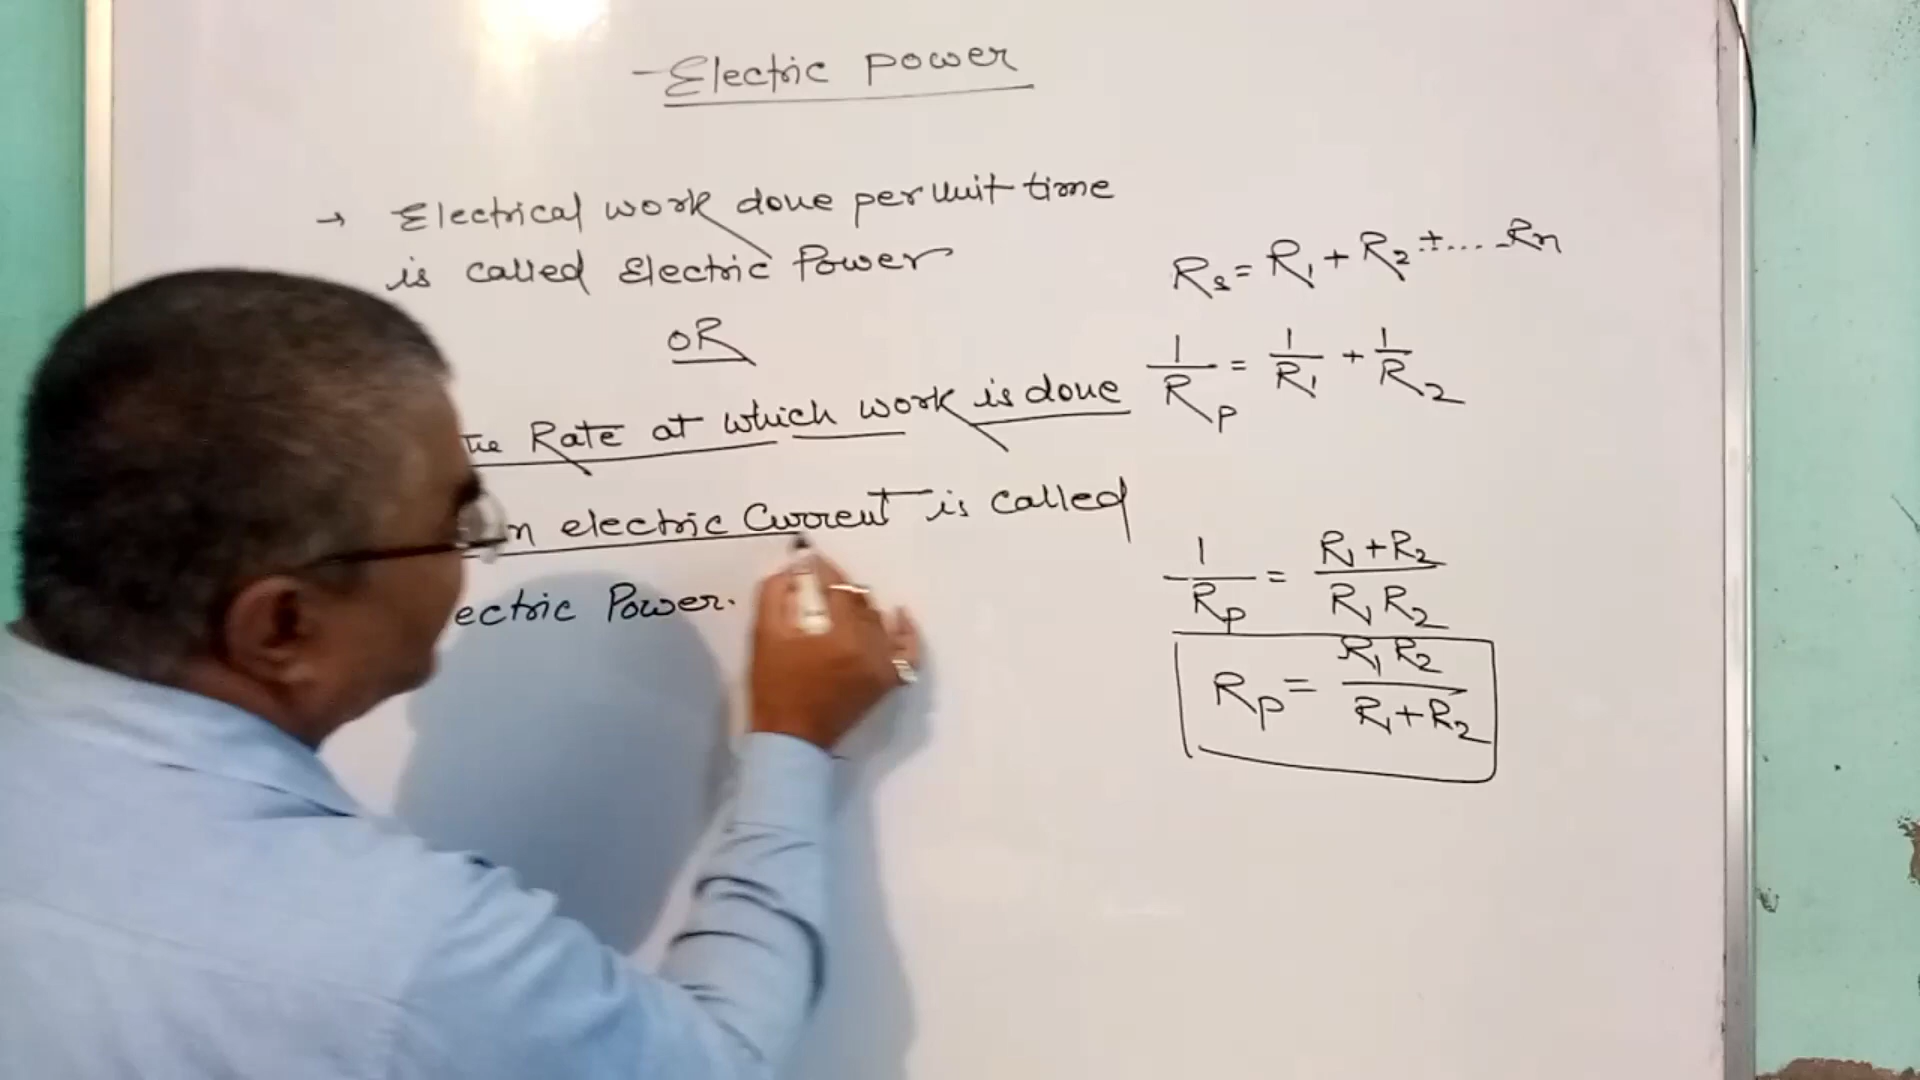 Electric power
→ Electrical work done per unit time
is called Electric Power
OR
The Rate at which work is done
n electric Current is called
ectric Power.
Rs = R1 + R2 + .... Rn
1/Rp = 1/R1 + 1/R2
1/Rp = R1 + R2 / R1 R2
Rp = R1 R2 / R1 + R2